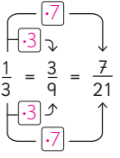 ·7
·3
1/3 = 3/9 = 7/21
·3
·7